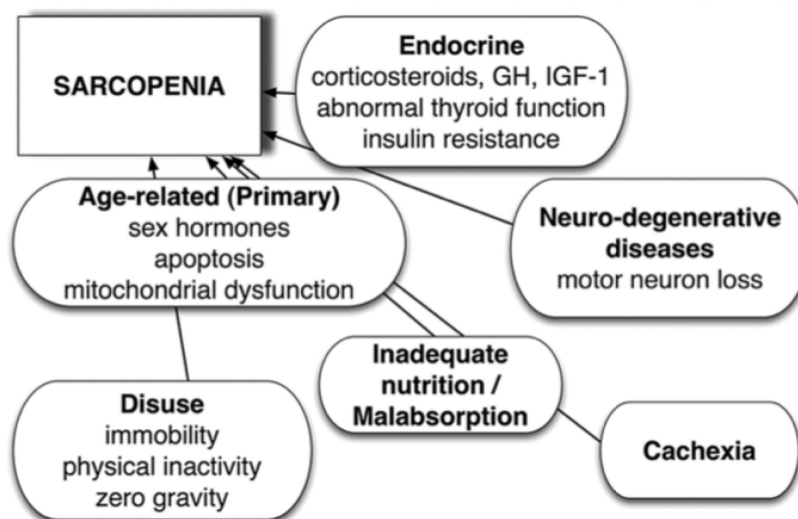 SARCOPENIA
Endocrine
corticosteroids, GH, IGF-1
abnormal thyroid function
insulin resistance
Age-related (Primary)
sex hormones
apoptosis
mitochondrial dysfunction
Neuro-degenerative
diseases
motor neuron loss
Inadequate
nutrition /
Malabsorption
Disuse
immobility
physical inactivity
zero gravity
Cachexia